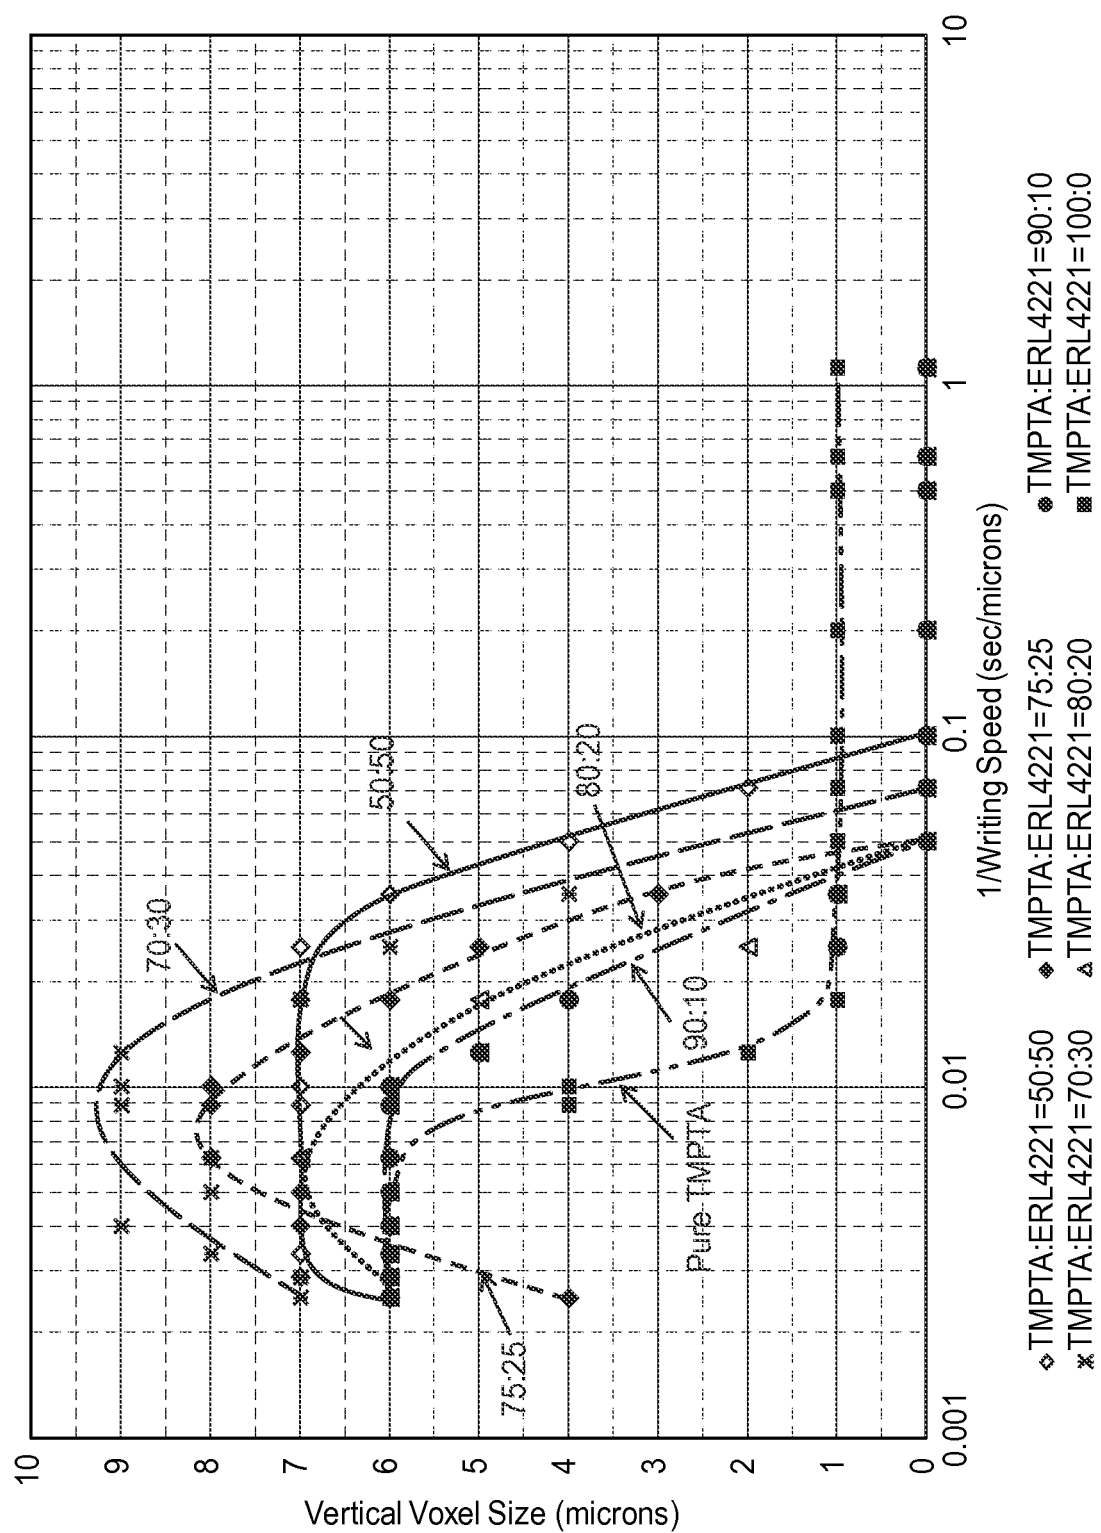 Vertical Voxel Size (microns)
10
9
8
7
6
5
4
3
2
1
0
0.001
0.01
0.1
1
10
1/Writing Speed (sec/microns)
70:30
50:50
80:20
90:10
Pure TMPTA
75:25
TMPTA:ERL4221=50:50
TMPTA:ERL4221=75:25
TMPTA:ERL4221=90:10
TMPTA:ERL4221=70:30
TMPTA:ERL4221=80:20
TMPTA:ERL4221=100:0